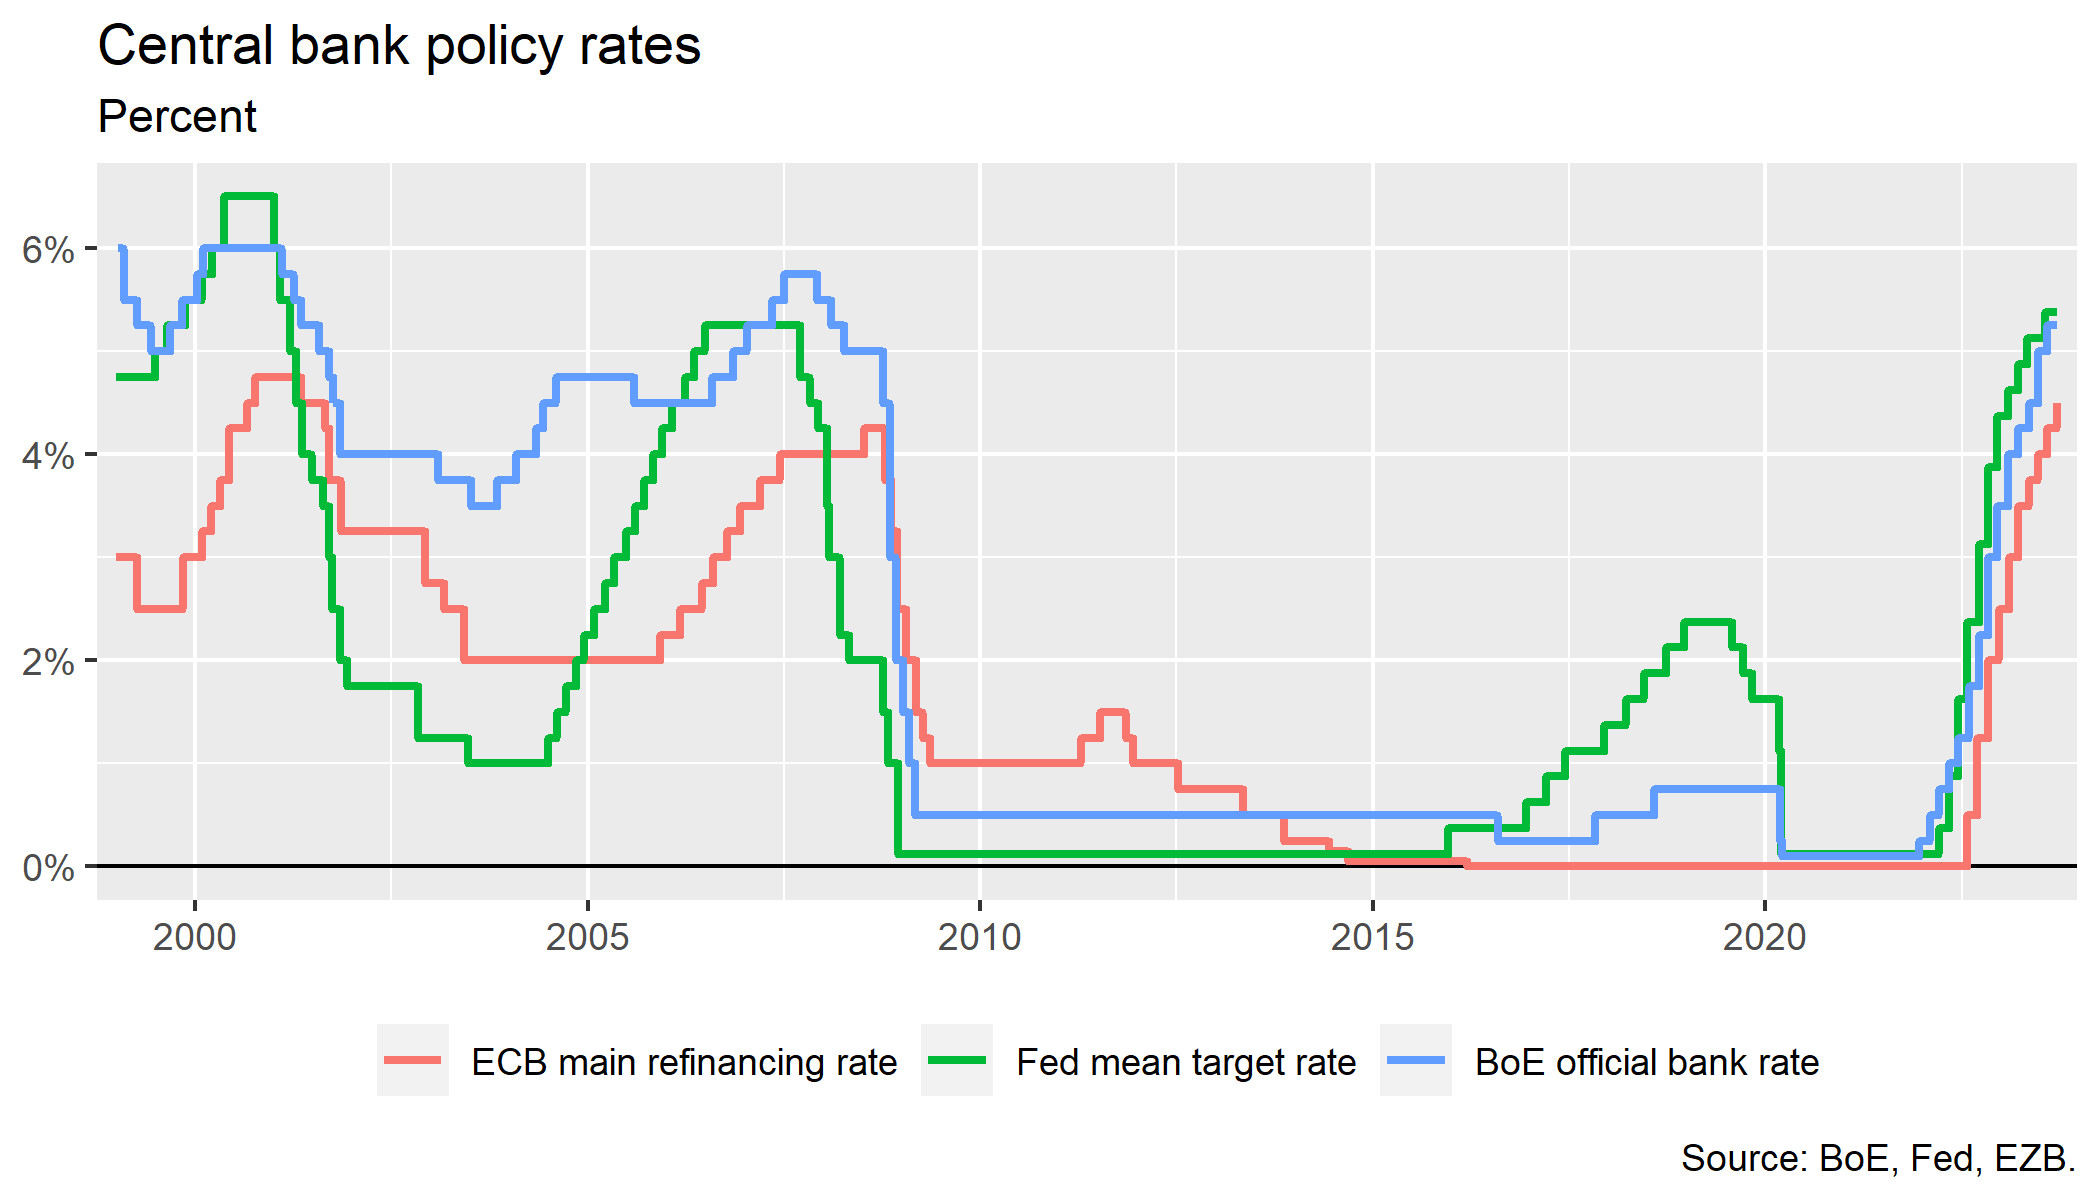 Central bank policy rates
Percent
6%
4%
2%
0%
2000 2005 2010 2015 2020
ECB main refinancing rate Fed mean target rate BoE official bank rate
Source: BoE, Fed, EZB.